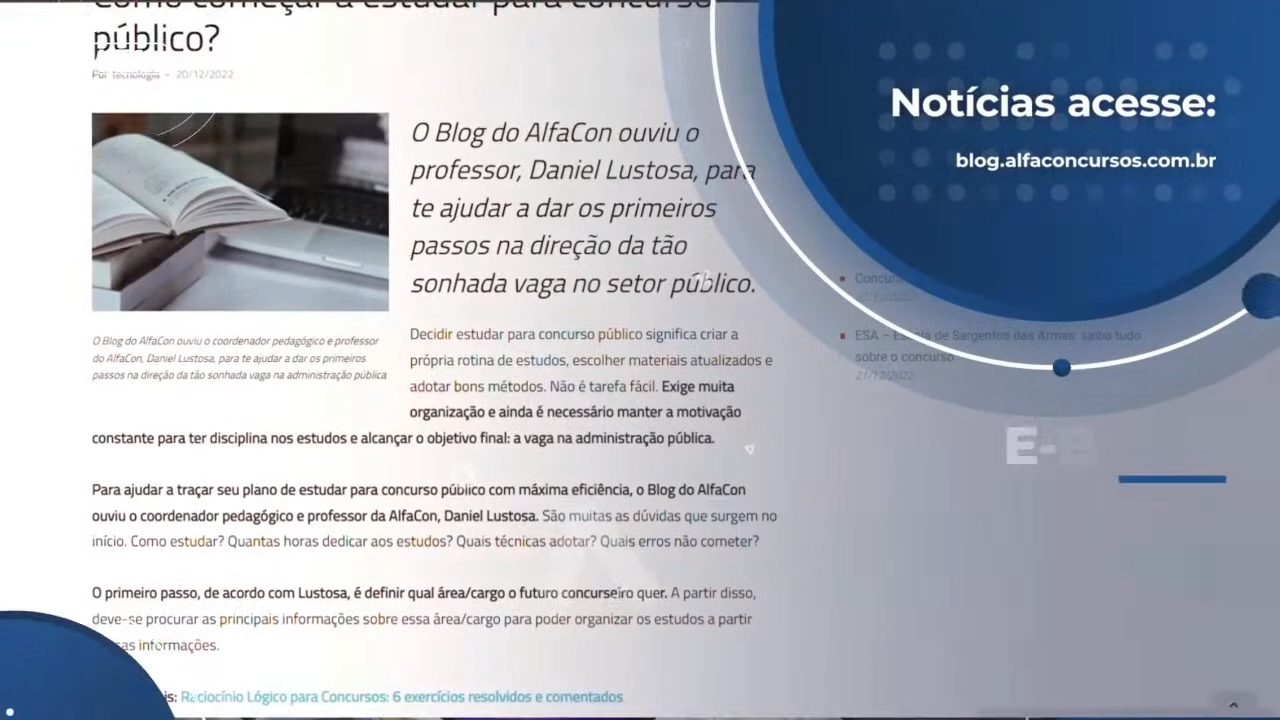 Como começar a estudar para concurso
público?
Por tecnologia - 20/12/2022
O Blog do AlfaCon ouviu o
professor, Daniel Lustosa, para
te ajudar a dar os primeiros
passos na direção da tão
sonhada vaga no setor público.
O Blog do AlfaCon ouviu o coordenador pedagógico e professor
do AlfaCon, Daniel Lustosa, para te ajudar a dar os primeiros
passos na direção da tão sonhada vaga na administração pública
Decidir estudar para concurso público significa criar a
própria rotina de estudos, escolher materiais atualizados e
adotar bons métodos. Não é tarefa fácil. Exige muita
organização e ainda é necessário manter a motivação
constante para ter disciplina nos estudos e alcançar o objetivo final: a vaga na administração pública.
Para ajudar a traçar seu plano de estudar para concurso público com máxima eficiência, o Blog do AlfaCon
ouviu o coordenador pedagógico e professor da AlfaCon, Daniel Lustosa. São muitas as dúvidas que surgem no
início. Como estudar? Quantas horas dedicar aos estudos? Quais técnicas adotar? Quais erros não cometer?
O primeiro passo, de acordo com Lustosa, é definir qual área/cargo o futuro concurseiro quer. A partir disso,
deve-se procurar as principais informações sobre essa área/cargo para poder organizar os estudos a partir
informações.
Raciocínio Lógico para Concursos: 6 exercícios resolvidos e comentados
Notícias acesse:
blog.alfaconcursos.com.br
ESA – Escola de Sargentos das Armas: saiba tudo
sobre o concurso
21/12/2022
E-B